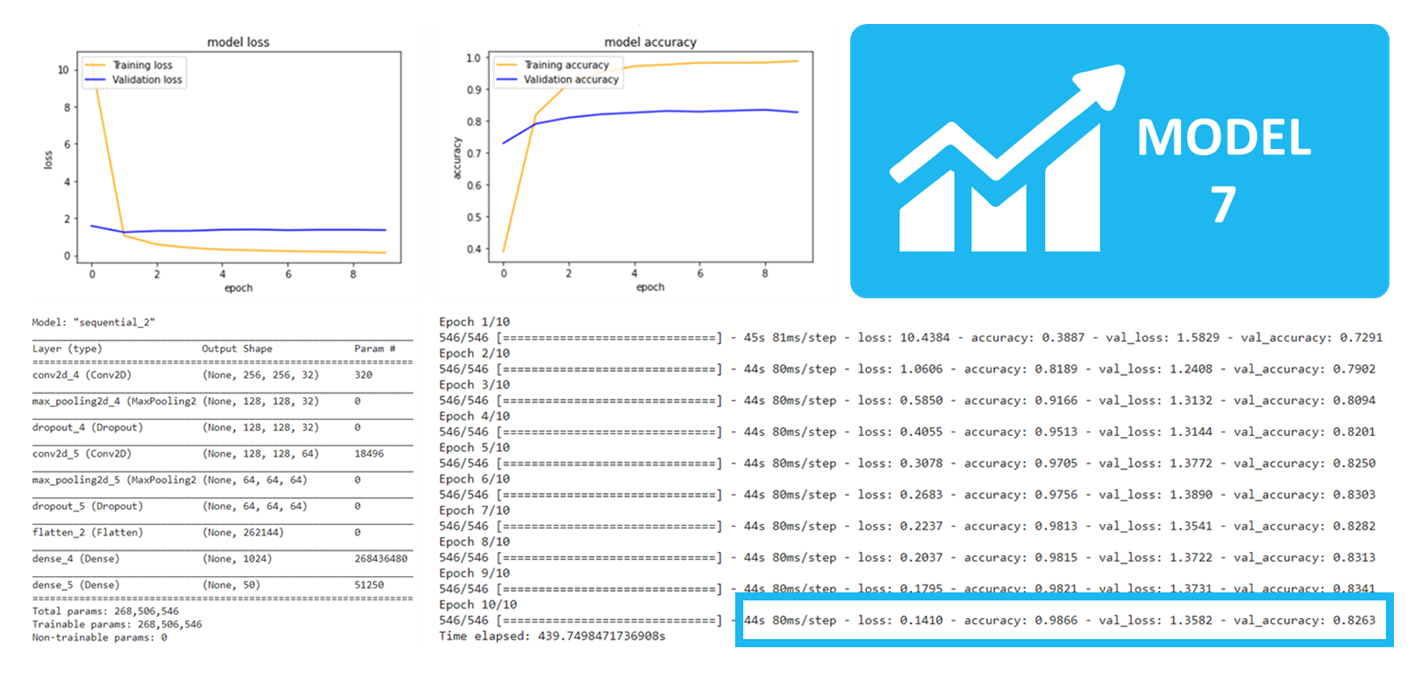 model loss
Training loss
Validation loss
10
8
6
4
2
0
loss
0 2 4 6 8
epoch
model accuracy
Training accuracy
Validation accuracy
1.0
0.9
0.8
0.7
0.6
0.5
0.4
accuracy
0 2 4 6 8
epoch
MODEL
7
Model: "sequential_2"
Layer (type) Output Shape Param #
conv2d_4 (Conv2D) (None, 256, 256, 32) 320
max_pooling2d_4 (MaxPooling2 (None, 128, 128, 32) 0
dropout_4 (Dropout) (None, 128, 128, 32) 0
conv2d_5 (Conv2D) (None, 128, 128, 64) 18496
max_pooling2d_5 (MaxPooling2 (None, 64, 64, 64) 0
dropout_5 (Dropout) (None, 64, 64, 64) 0
flatten_2 (Flatten) (None, 262144) 0
dense_4 (Dense) (None, 1024) 268436480
dense_5 (Dense) (None, 50) 51250
Total params: 268,506,546
Trainable params: 268,506,546
Non-trainable params: 0
Epoch 1/10
546/546 [==============================] - 45s 81ms/step - loss: 10.4384 - accuracy: 0.3887 - val_loss: 1.5829 - val_accuracy: 0.7291
Epoch 2/10
546/546 [==============================] - 44s 80ms/step - loss: 1.0606 - accuracy: 0.8189 - val_loss: 1.2408 - val_accuracy: 0.7902
Epoch 3/10
546/546 [==============================] - 44s 80ms/step - loss: 0.5850 - accuracy: 0.9166 - val_loss: 1.3132 - val_accuracy: 0.8094
Epoch 4/10
546/546 [==============================] - 44s 80ms/step - loss: 0.4055 - accuracy: 0.9513 - val_loss: 1.3144 - val_accuracy: 0.8201
Epoch 5/10
546/546 [==============================] - 44s 80ms/step - loss: 0.3078 - accuracy: 0.9705 - val_loss: 1.3772 - val_accuracy: 0.8250
Epoch 6/10
546/546 [==============================] - 44s 80ms/step - loss: 0.2683 - accuracy: 0.9756 - val_loss: 1.3890 - val_accuracy: 0.8303
Epoch 7/10
546/546 [==============================] - 44s 80ms/step - loss: 0.2237 - accuracy: 0.9813 - val_loss: 1.3541 - val_accuracy: 0.8282
Epoch 8/10
546/546 [==============================] - 44s 80ms/step - loss: 0.2037 - accuracy: 0.9815 - val_loss: 1.3722 - val_accuracy: 0.8313
Epoch 9/10
546/546 [==============================] - 44s 80ms/step - loss: 0.1795 - accuracy: 0.9821 - val_loss: 1.3731 - val_accuracy: 0.8341
Epoch 10/10
546/546 [==============================] - 44s 80ms/step - loss: 0.1410 - accuracy: 0.9866 - val_loss: 1.3582 - val_accuracy: 0.8263
Time elapsed: 439.7498471736908s